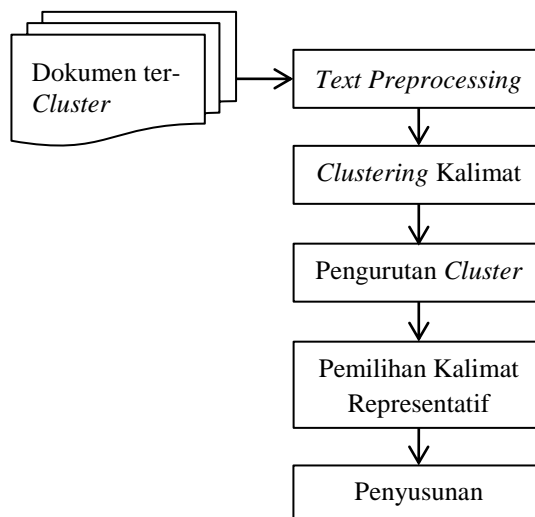 Dokumen ter-
Cluster
Text Preprocessing
Clustering Kalimat
Pengurutan Cluster
Pemilihan Kalimat
Representatif
Penyusunan